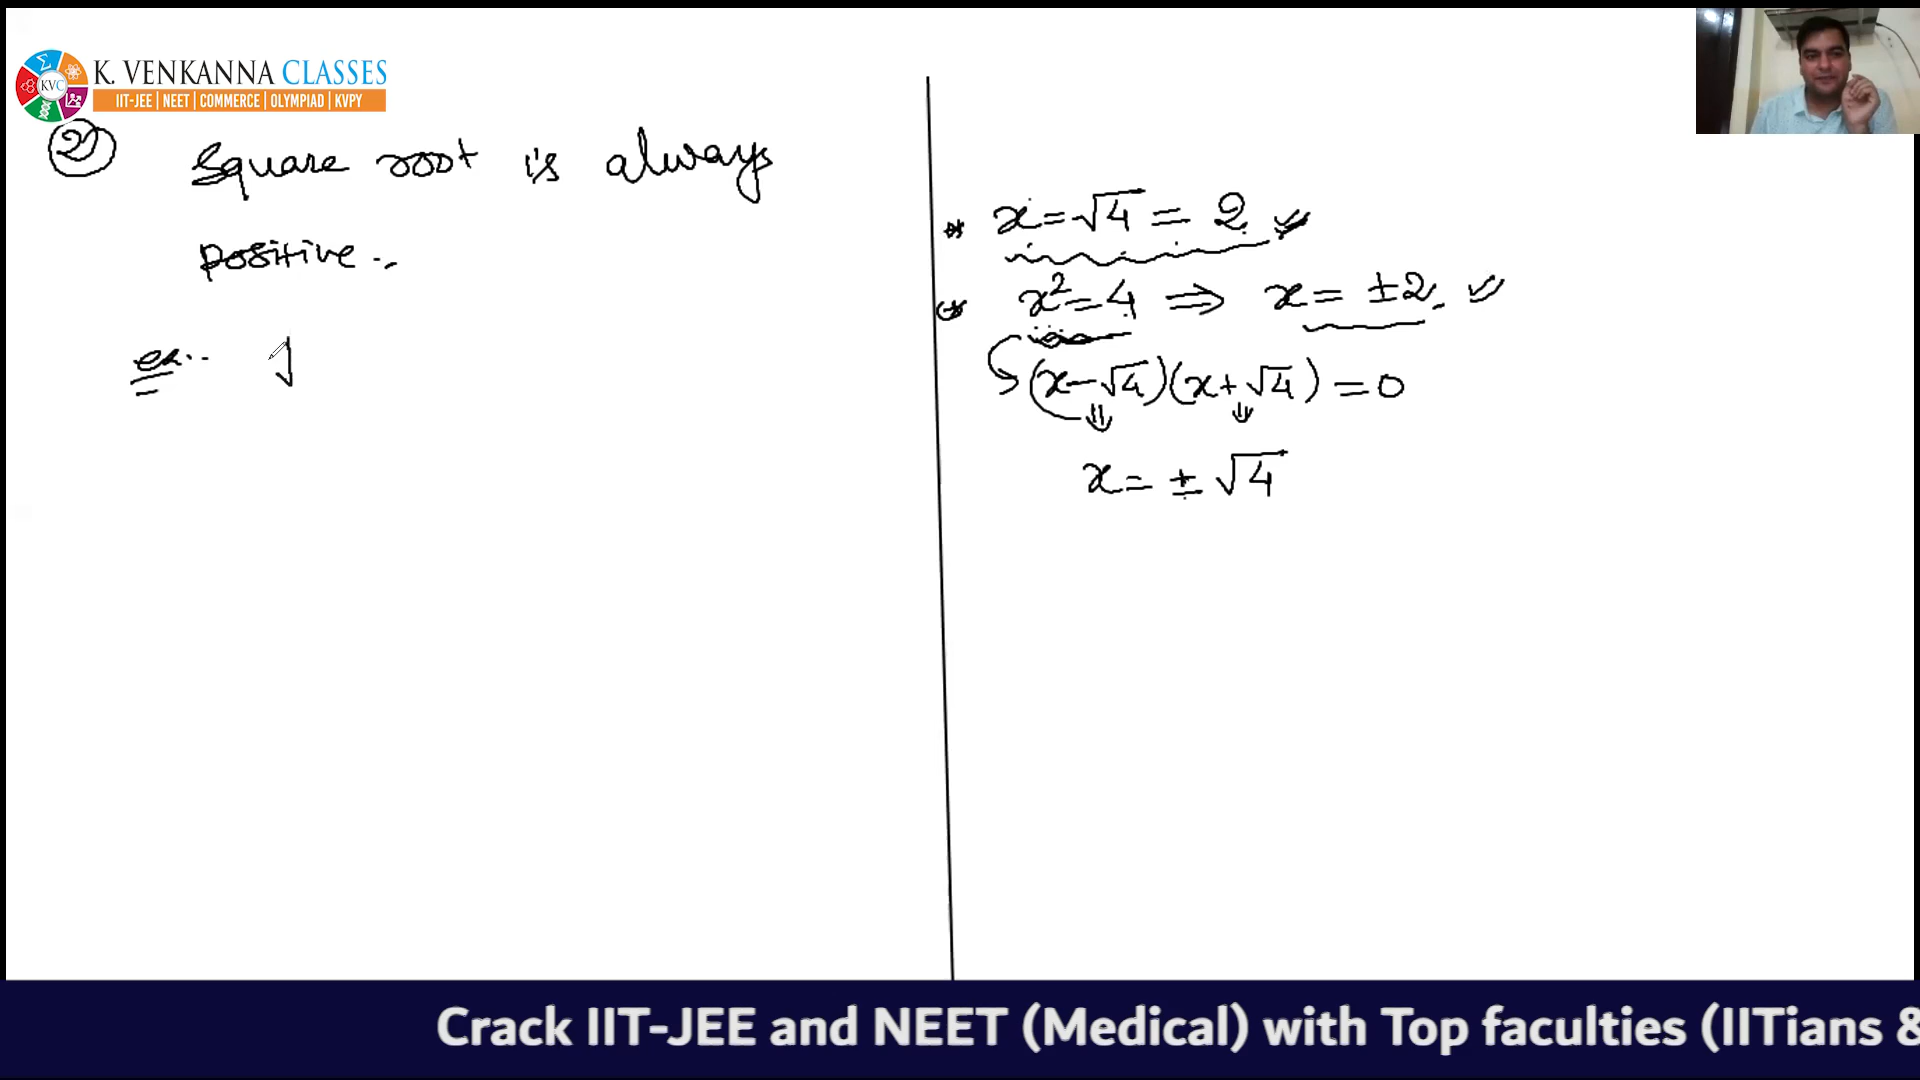 K. VENKANNA CLASSES
KVC
IIT-JEE | NEET | COMMERCE | OLYMPIAD | KVPY
2) Square root is always
positive..
ex..
x = √4 = 2
x² = 4 ⇒ x = ±2.
(x - √4)(x + √4) = 0
x = ± √4
Crack IIT-JEE and NEET (Medical) with Top faculties (IITians &